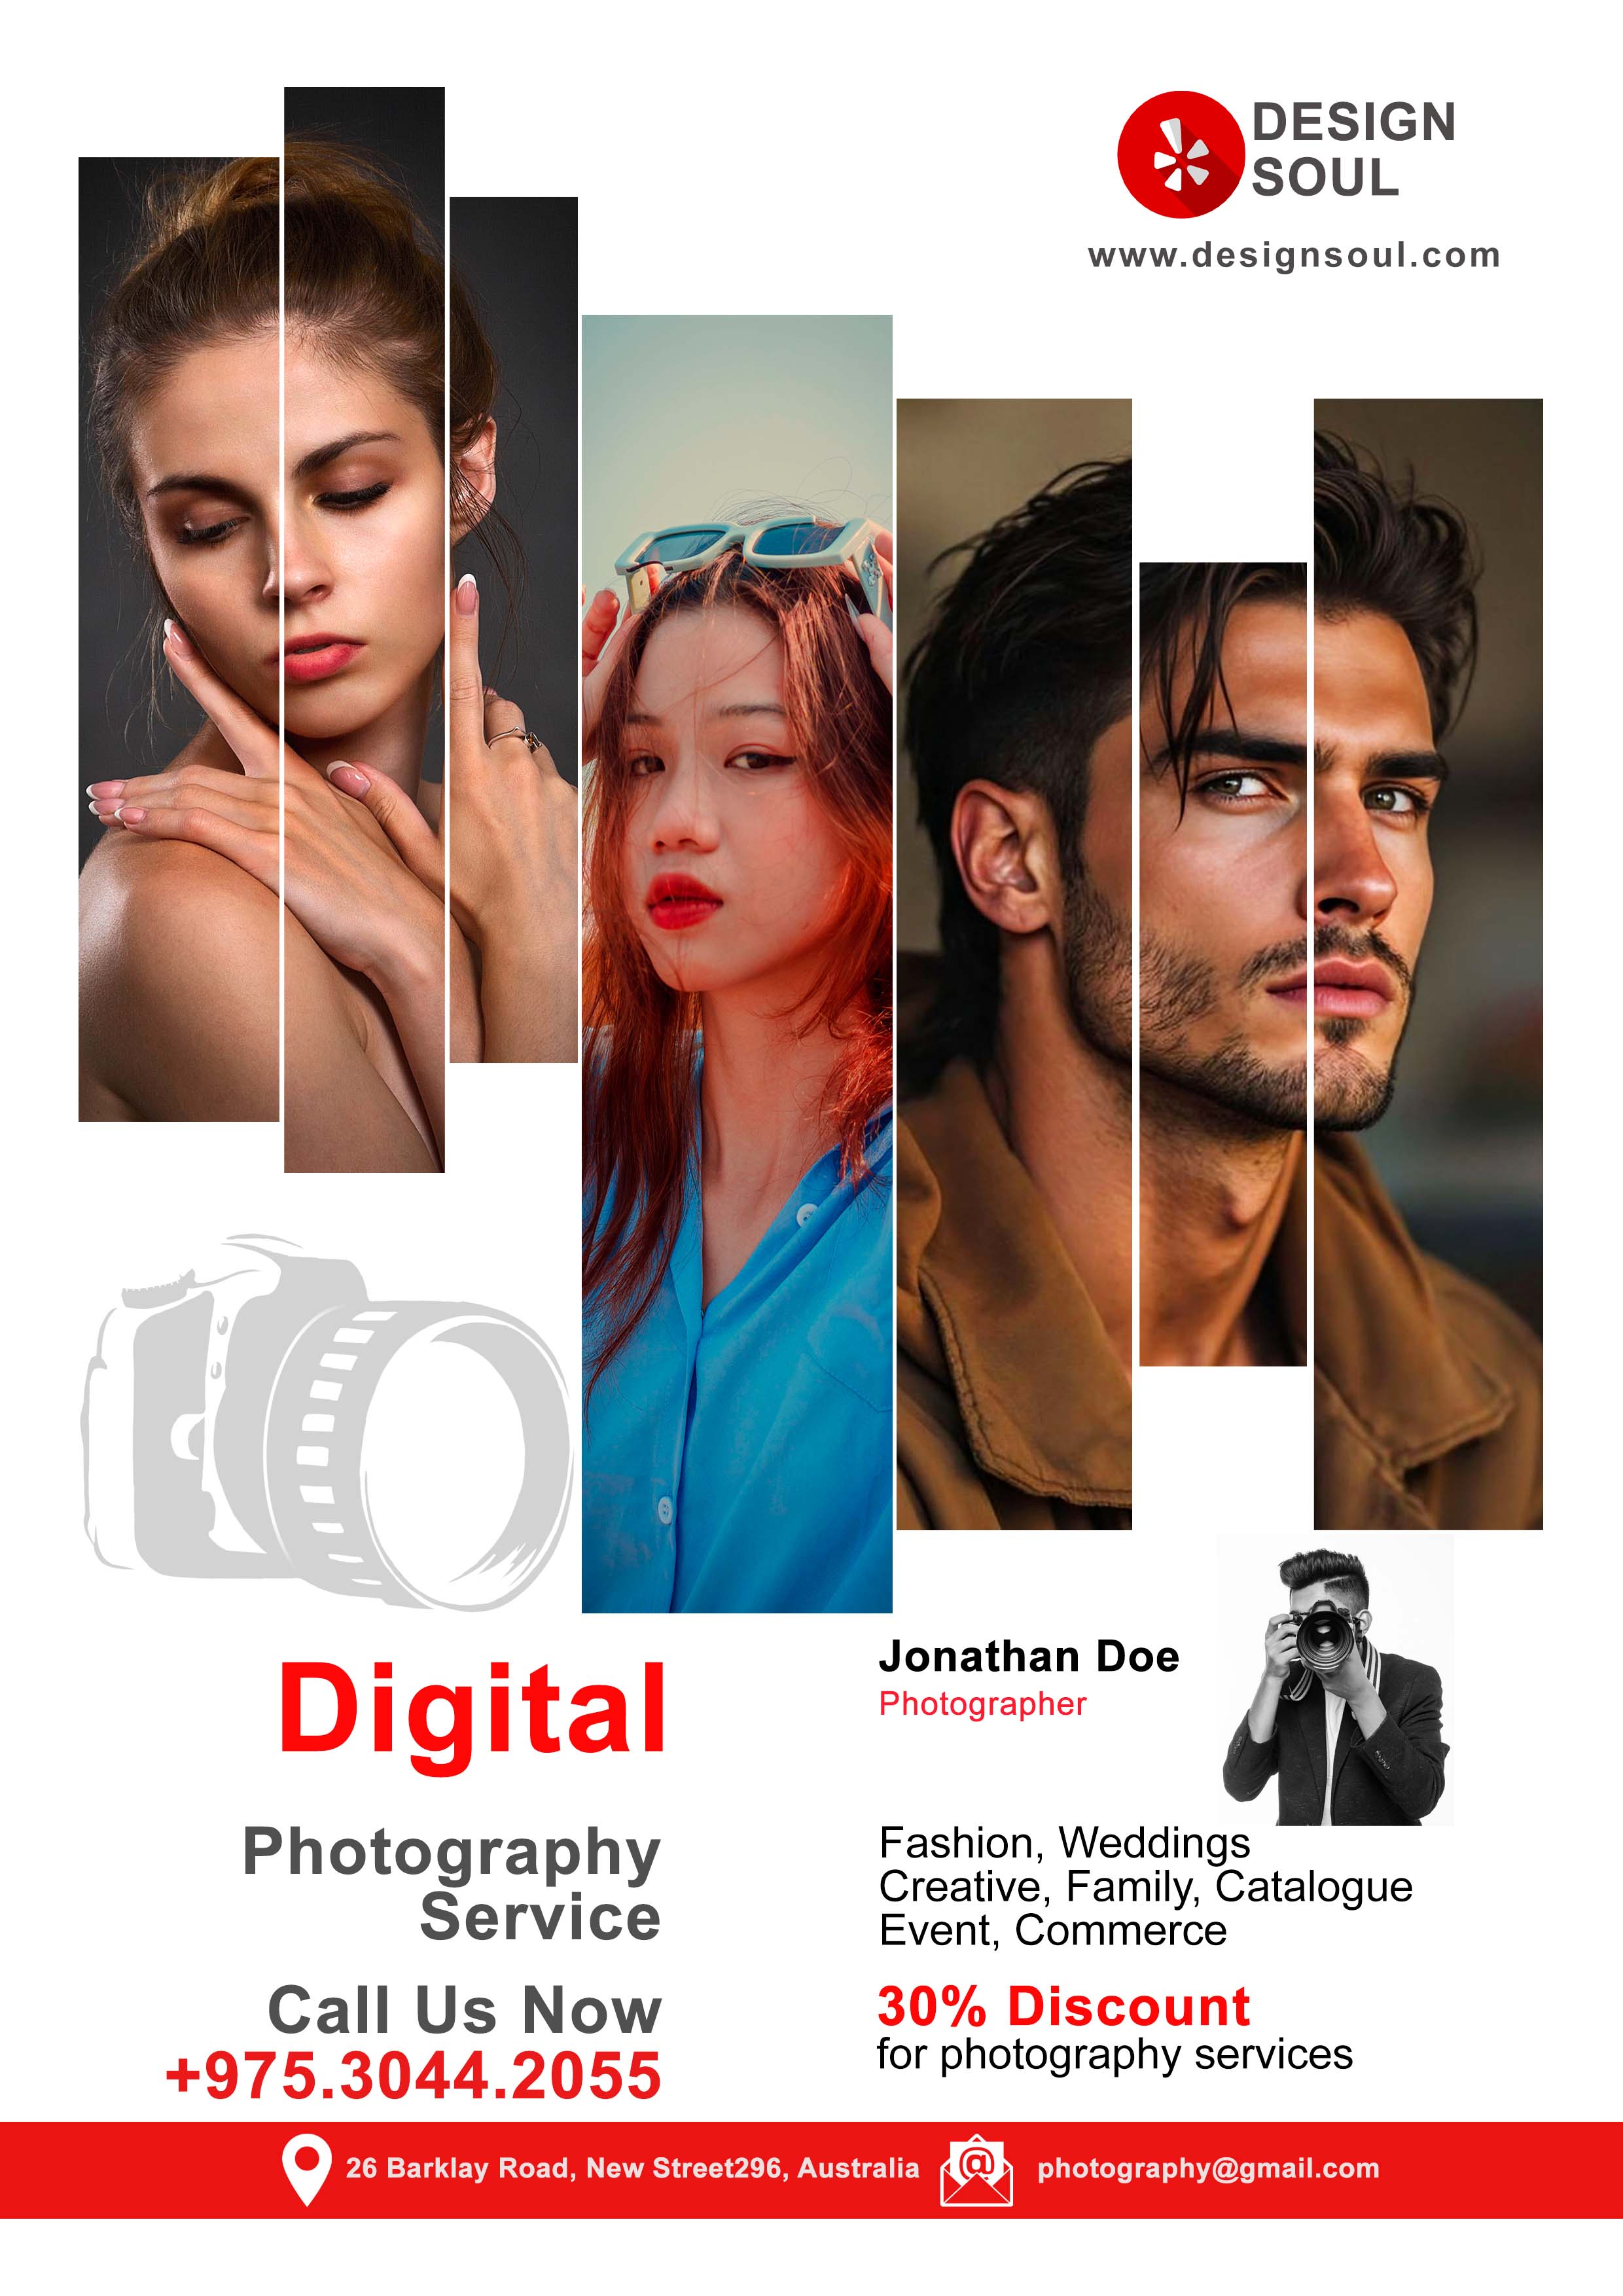 DESIGN
SOUL
www.designsoul.com
Digital
Photography
Service
Call Us Now
+975.3044.2055
Jonathan Doe
Photographer
Fashion, Weddings
Creative, Family, Catalogue
Event, Commerce
30% Discount
for photography services
26 Barklay Road, New Street296, Australia
photography@gmail.com